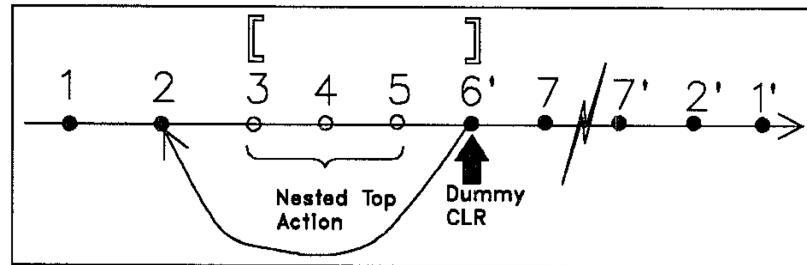 [ ]
1 2 3 4 5 6' 7 7' 2' 1'
Nested Top
Action
Dummy
CLR